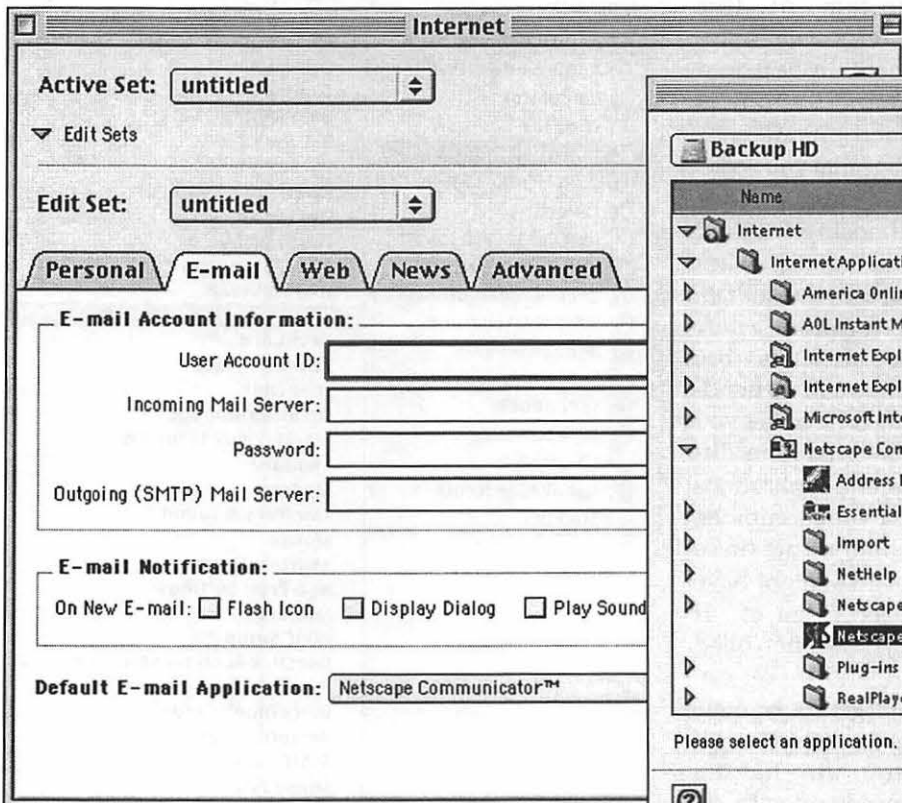 Internet
Active Set: untitled
Edit Sets
Edit Set: untitled
Personal E-mail Web News Advanced
E-mail Account Information:
User Account ID:
Incoming Mail Server:
Password:
Outgoing (SMTP) Mail Server:
E-mail Notification:
On New E-mail: Flash Icon Display Dialog Play Sound
Default E-mail Application: Netscape Communicator™
Backup HD
Name
Internet
Internet Applicati
America Onlin
AOL Instant M
Internet Expl
Internet Expl
Microsoft Inte
Netscape Com
Address
Essential
Import
NetHelp
Netscape
Netscape
Plug-ins
RealPlaye
Please select an application.
?